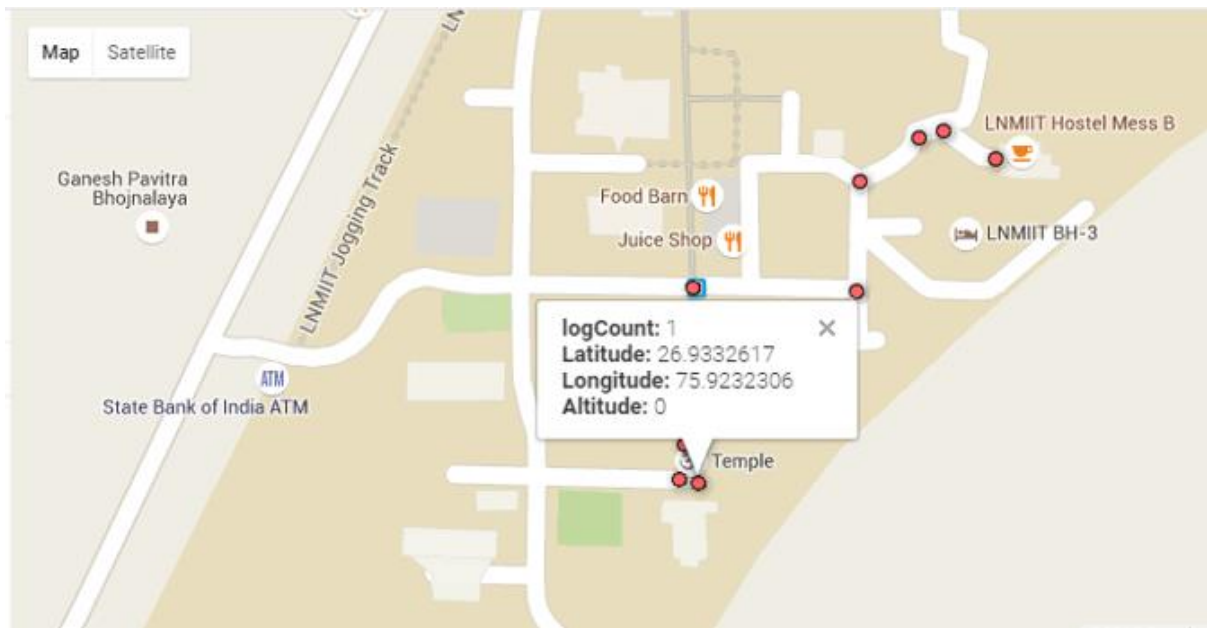 Map Satellite
LN
LNMIIT Hostel Mess B
Ganesh Pavitra
Bhojnalaya
LNMIIT Jogging Track
Food Barn
Juice Shop
LNMIIT BH-3
logCount: 1
Latitude: 26.9332617
Longitude: 75.9232306
Altitude: 0
ATM
State Bank of India ATM
Temple